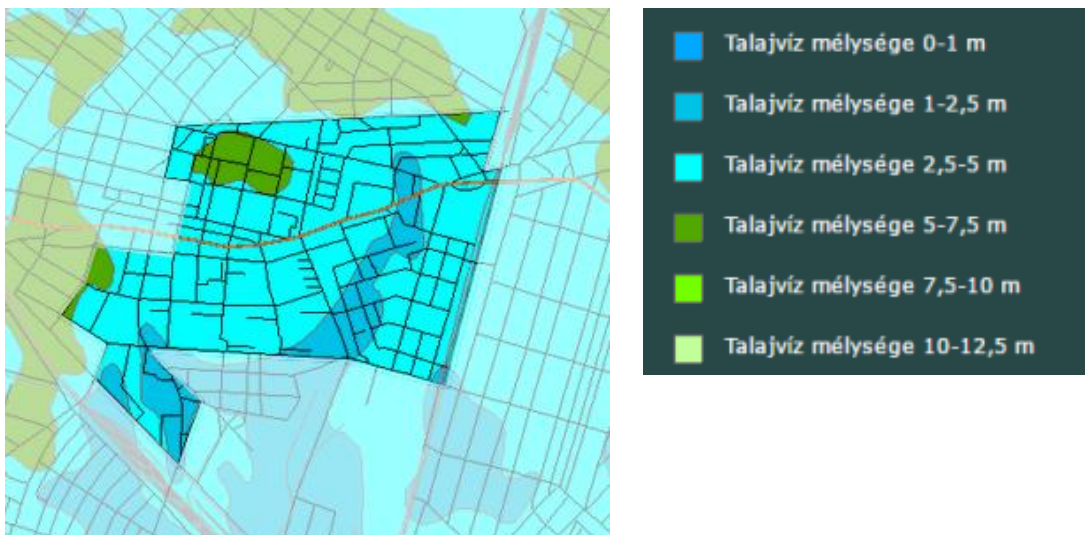 Talajvíz mélysége 0-1 m
Talajvíz mélysége 1-2,5 m
Talajvíz mélysége 2,5-5 m
Talajvíz mélysége 5-7,5 m
Talajvíz mélysége 7,5-10 m
Talajvíz mélysége 10-12,5 m